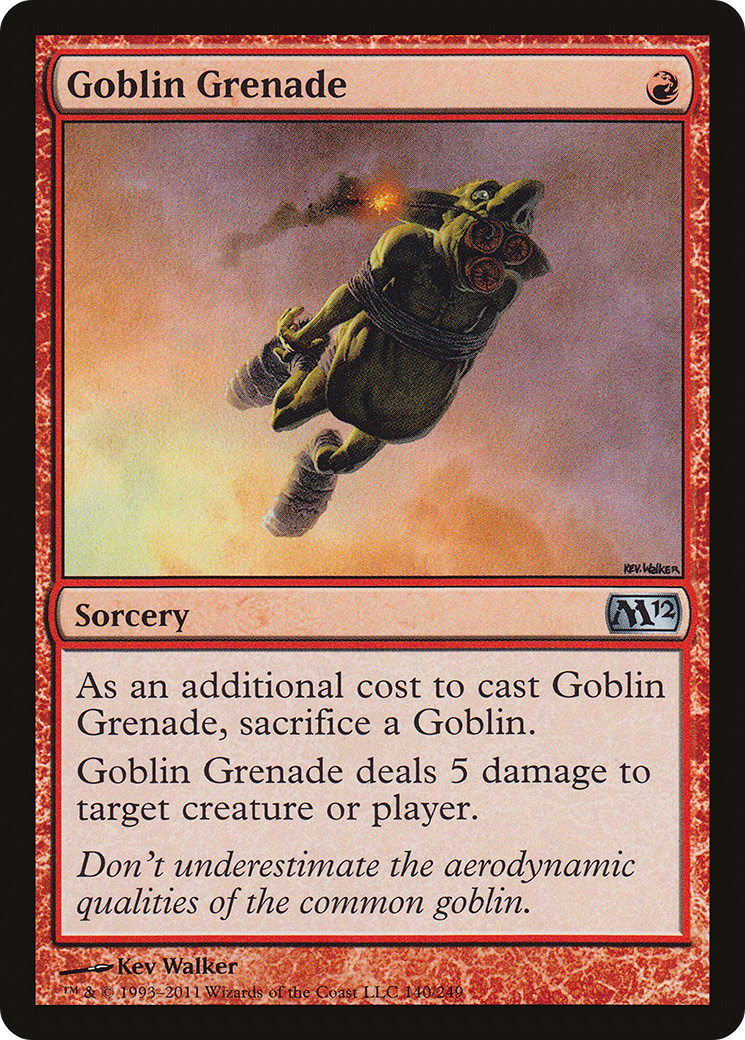 Goblin Grenade
KEV.WALKER
Sorcery
M12
As an additional cost to cast Goblin
Grenade, sacrifice a Goblin.
Goblin Grenade deals 5 damage to
target creature or player.
Don't underestimate the aerodynamic
qualities of the common goblin.
Kev Walker
™ & © 1993–2011 Wizards of the Coast LLC 140/249